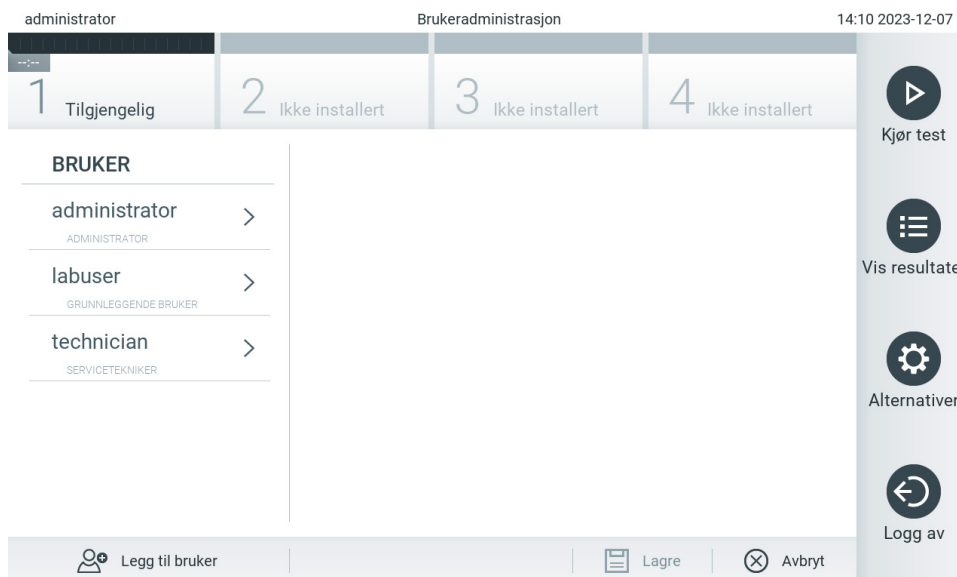 administrator Brukeradministrasjon 14:10 2023-12-07
--:--
1 Tilgjengelig 2 Ikke installert 3 Ikke installert 4 Ikke installert
Kjør test
BRUKER
administrator
ADMINISTRATOR
labuser
GRUNNLEGGENDE BRUKER
technician
SERVICETEKNIKER
Vis resultate
Alternativer
Logg av
Legg til bruker Lagre Avbryt